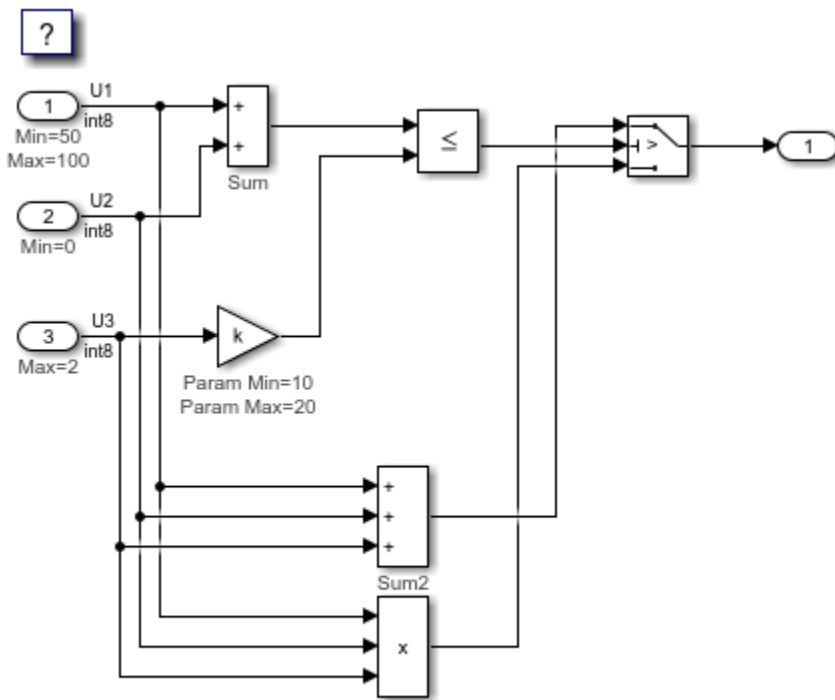 ?
1
U1
int8
Min=50
Max=100
+
+
Sum
≤
>
1
2
U2
int8
Min=0
3
U3
int8
Max=2
k
Param Min=10
Param Max=20
+
+
+
Sum2
x